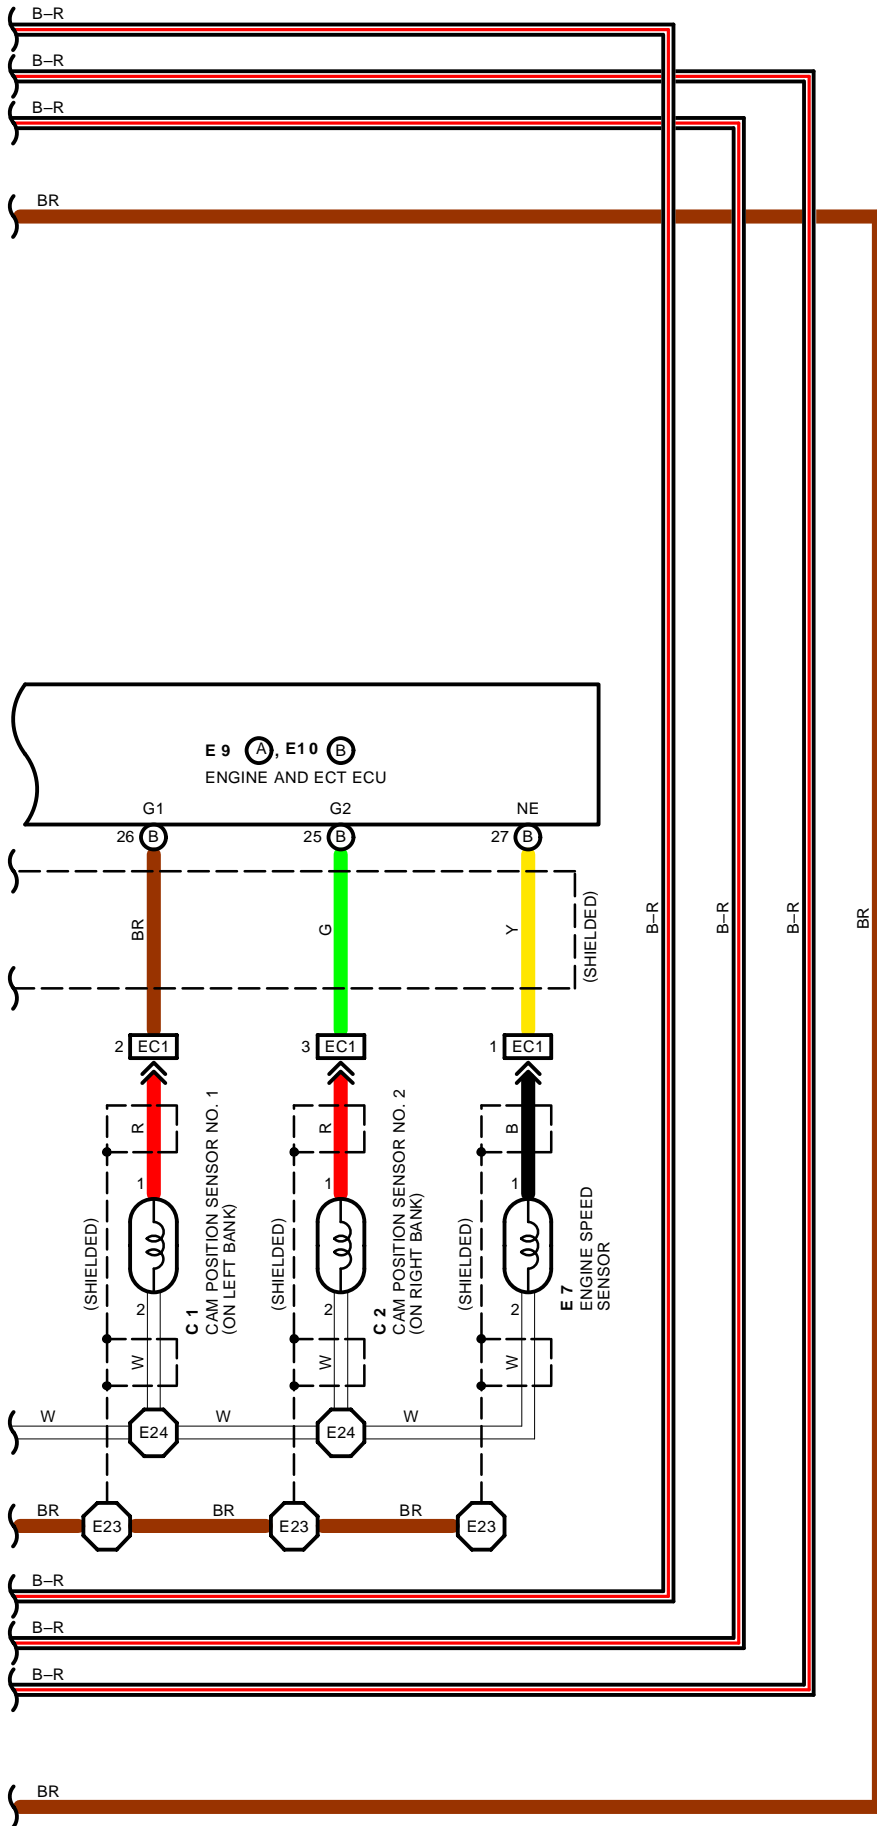 B–R
B–R
B–R
BR
E 9 A, E10 B
ENGINE AND ECT ECU
G1 G2 NE
26 B 25 B 27 B
BR G Y (SHIELDED) B–R B–R B–R BR
2 EC1 3 EC1 1 EC1
R R B
1 1 1
(SHIELDED)
C 1
CAM POSITION SENSOR NO. 1
(ON LEFT BANK)
(SHIELDED)
C 2
CAM POSITION SENSOR NO. 2
(ON RIGHT BANK)
(SHIELDED)
E 7
ENGINE SPEED
SENSOR
2 2 2
W W W
W W W
E24 E24
BR BR BR
E23 E23 E23
B–R
B–R
B–R
BR